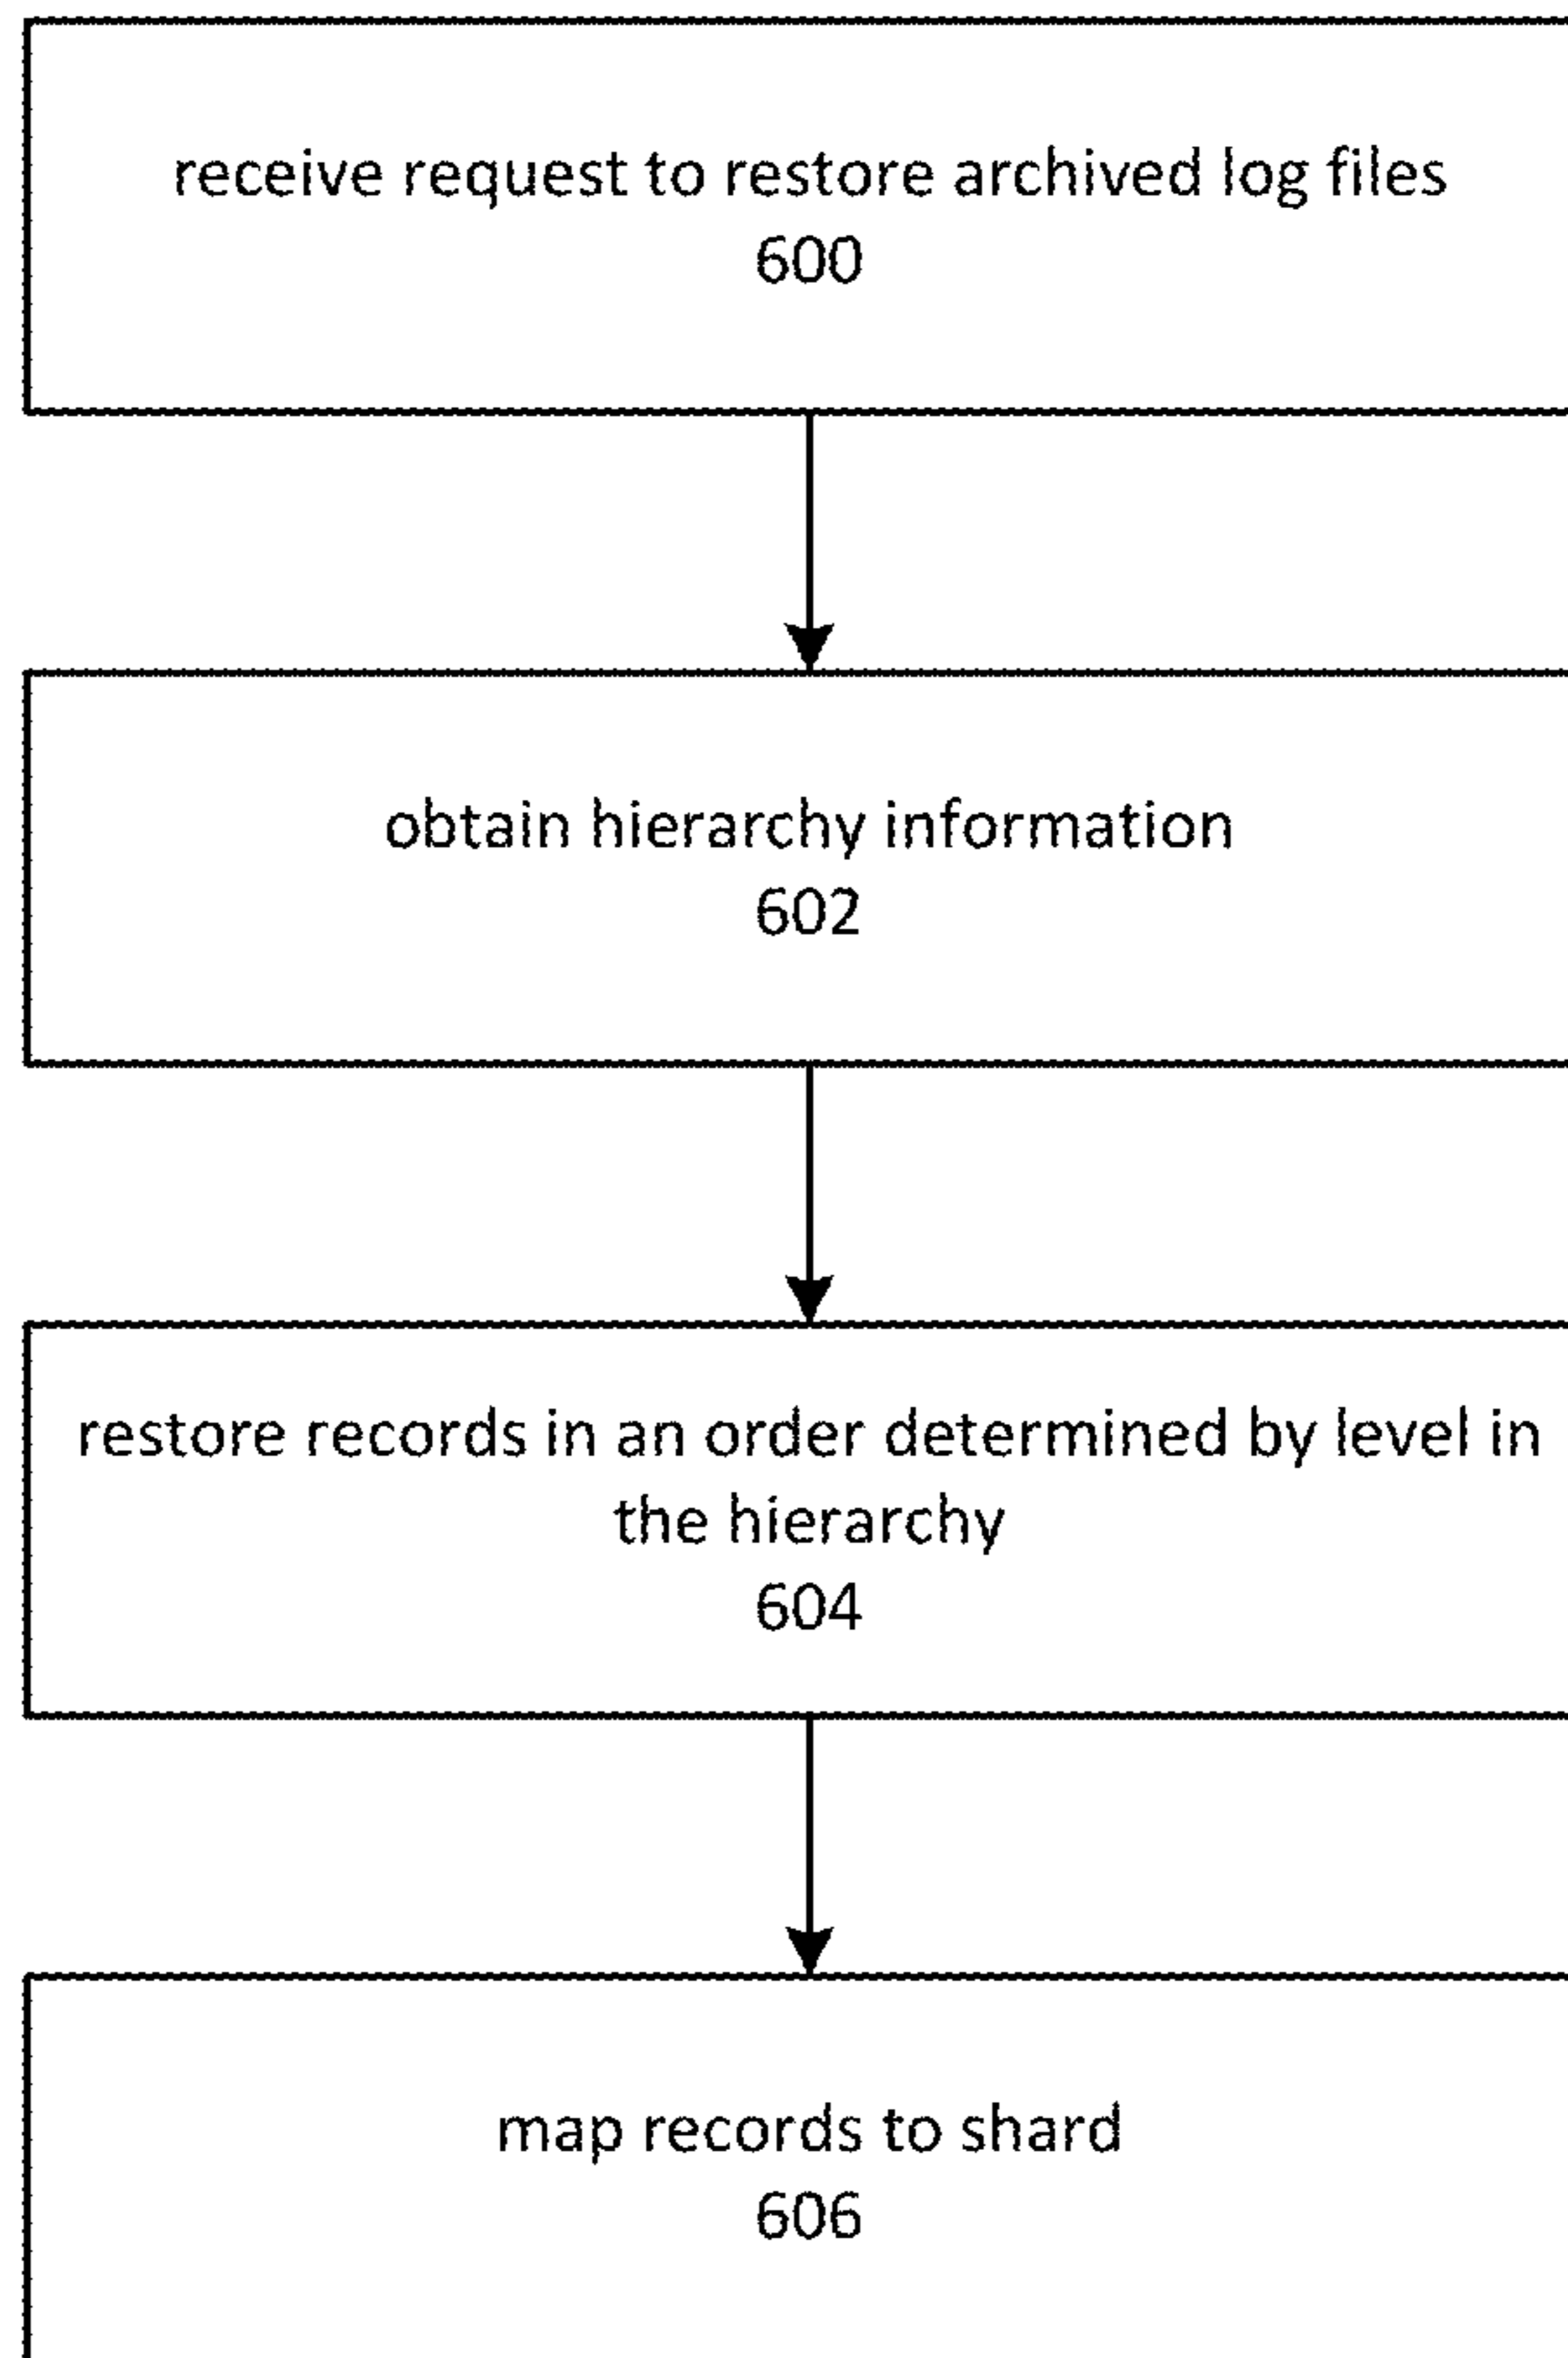 receive request to restore archived log files
600
obtain hierarchy information
602
restore records in an order determined by level in
the hierarchy
604
map records to shard
606